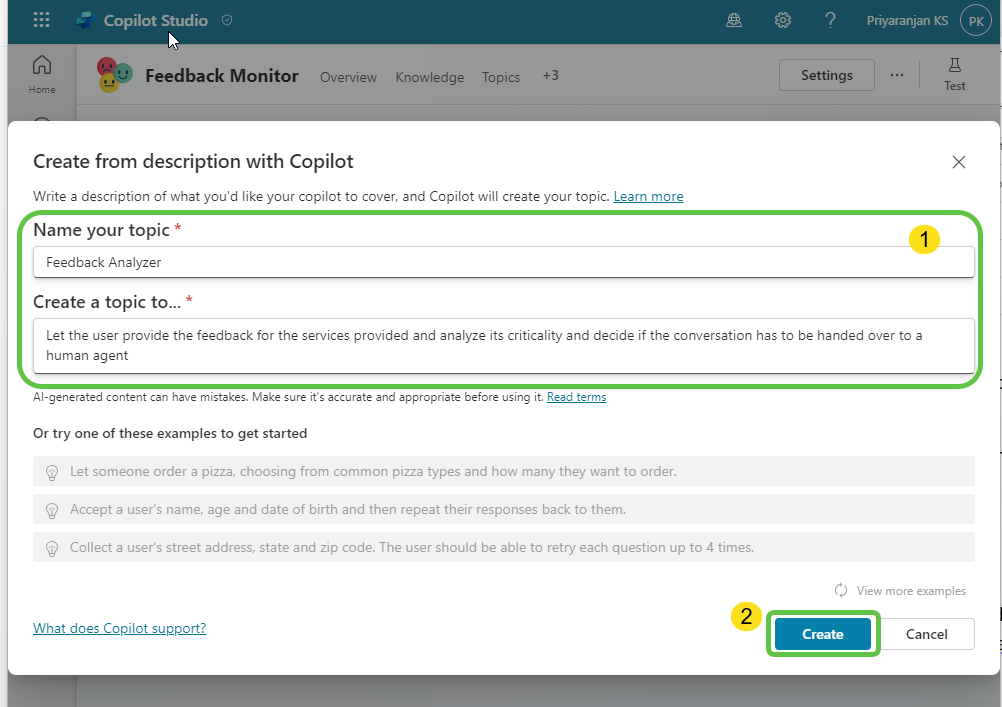 Copilot Studio
?
Priyaranjan KS
PK
Home
Feedback Monitor
Overview
Knowledge
Topics
+3
Settings
...
Test
Create from description with Copilot
Write a description of what you'd like your copilot to cover, and Copilot will create your topic. Learn more
Name your topic *
1
Feedback Analyzer
Create a topic to... *
Let the user provide the feedback for the services provided and analyze its criticality and decide if the conversation has to be handed over to a
human agent
AI-generated content can have mistakes. Make sure it's accurate and appropriate before using it. Read terms
Or try one of these examples to get started
Let someone order a pizza, choosing from common pizza types and how many they want to order.
Accept a user's name, age and date of birth and then repeat their responses back to them.
Collect a user's street address, state and zip code. The user should be able to retry each question up to 4 times.
View more examples
2
What does Copilot support?
Create
Cancel